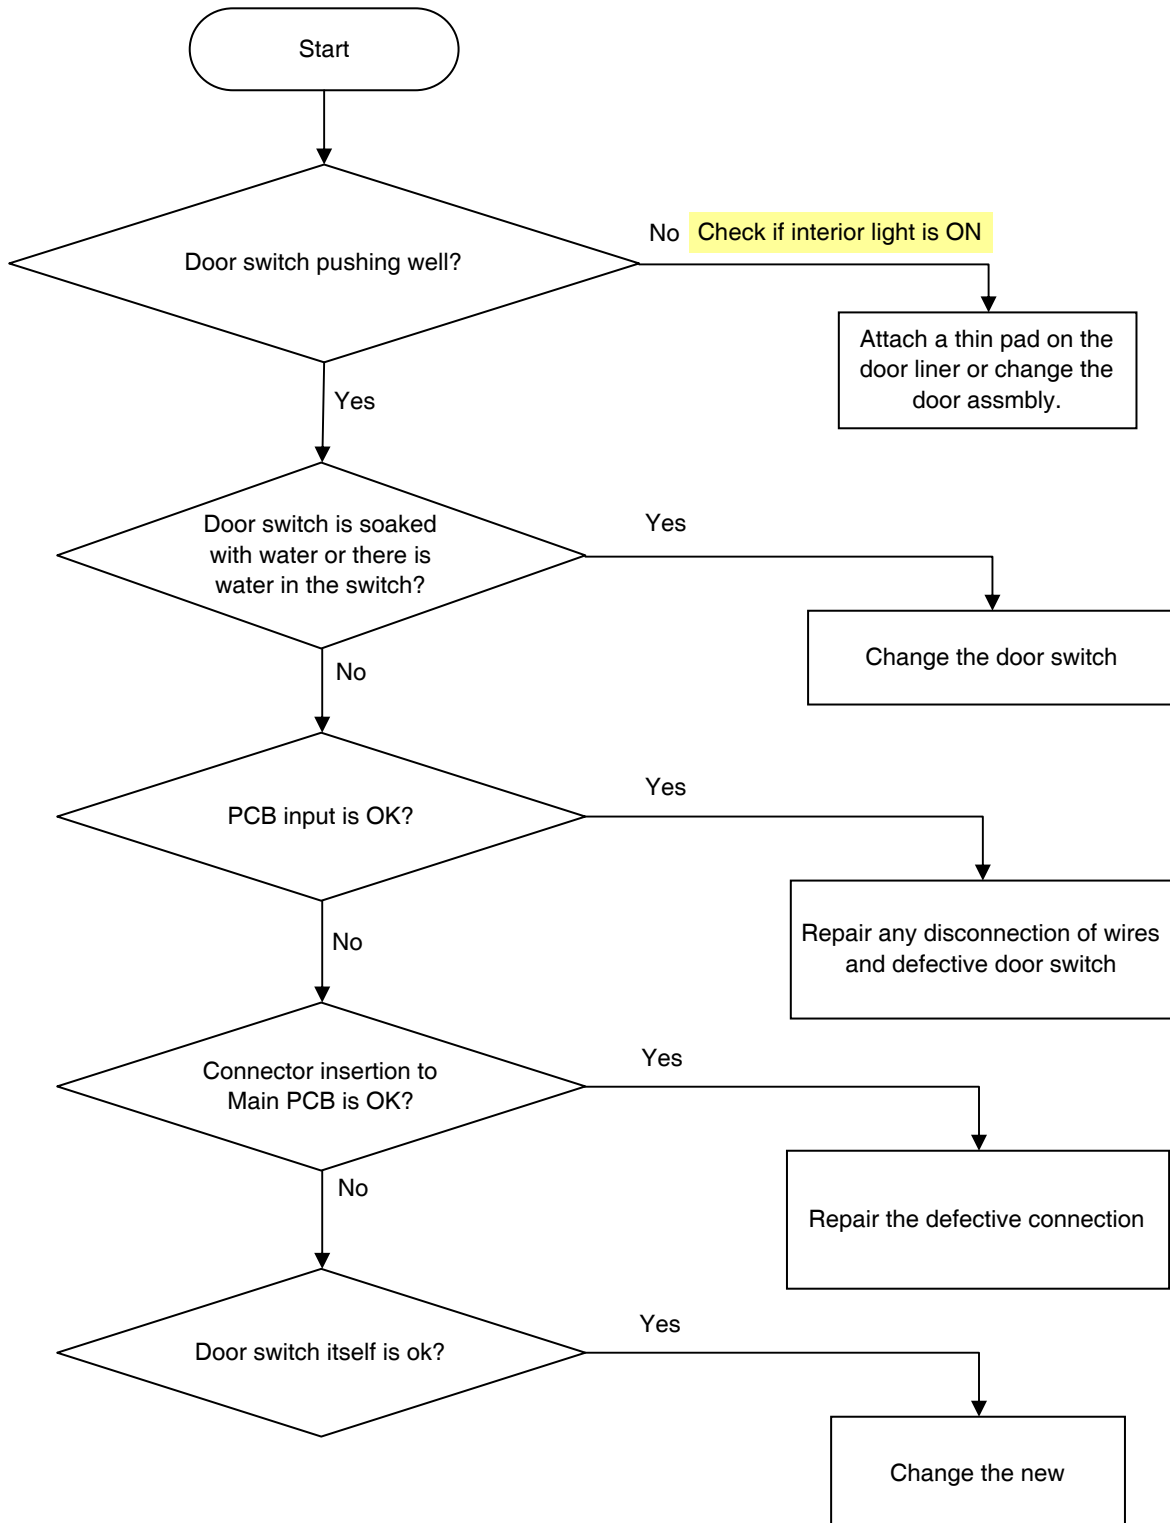 Start
Door switch pushing well?
No
Check if interior light is ON
Attach a thin pad on the
door liner or change the
door assmbly.
Yes
Door switch is soaked
with water or there is
water in the switch?
Yes
Change the door switch
No
PCB input is OK?
Yes
Repair any disconnection of wires
and defective door switch
No
Connector insertion to
Main PCB is OK?
Yes
Repair the defective connection
No
Door switch itself is ok?
Yes
Change the new